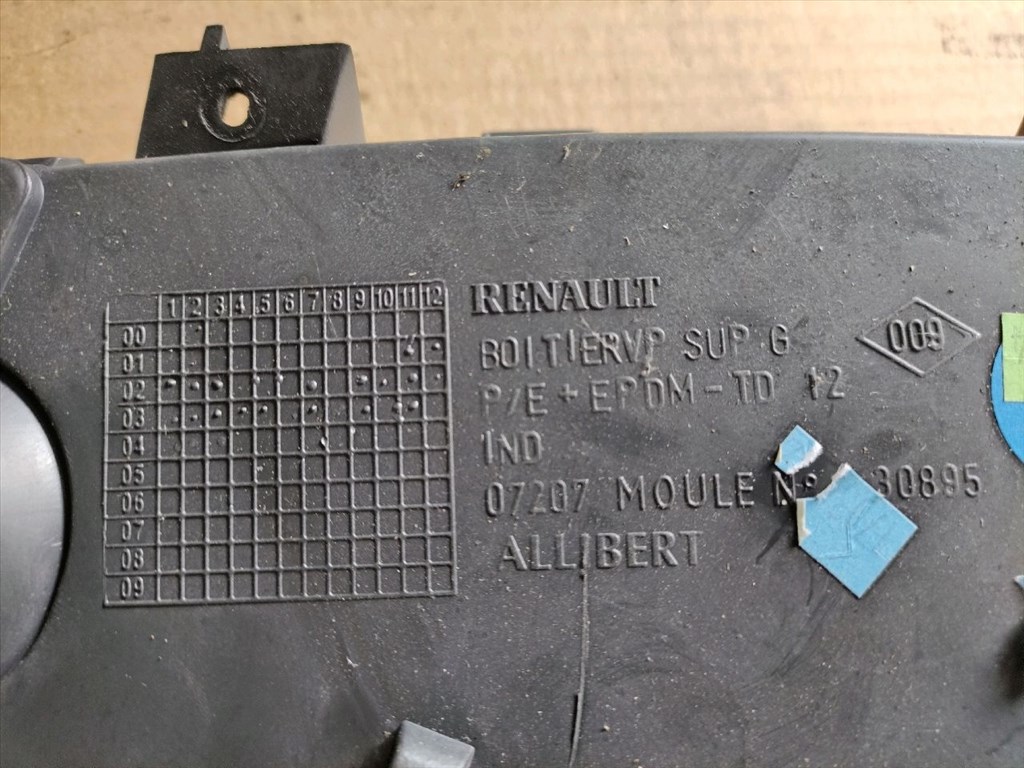 1 2 3 4 5 6 7 8 9 10 11 12
00
01
02
03
04
05
06
07
08
09
RENAULT
BOITIERVP SUP G
009
P/E + EPDM - TD 12
IND
07207 MOULE N° 30895
ALLIBERT